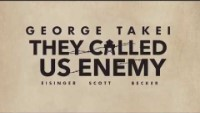 GEORGE TAKEI
THEY CALLED
US ENEMY
EISINGER SCOTT BECKER